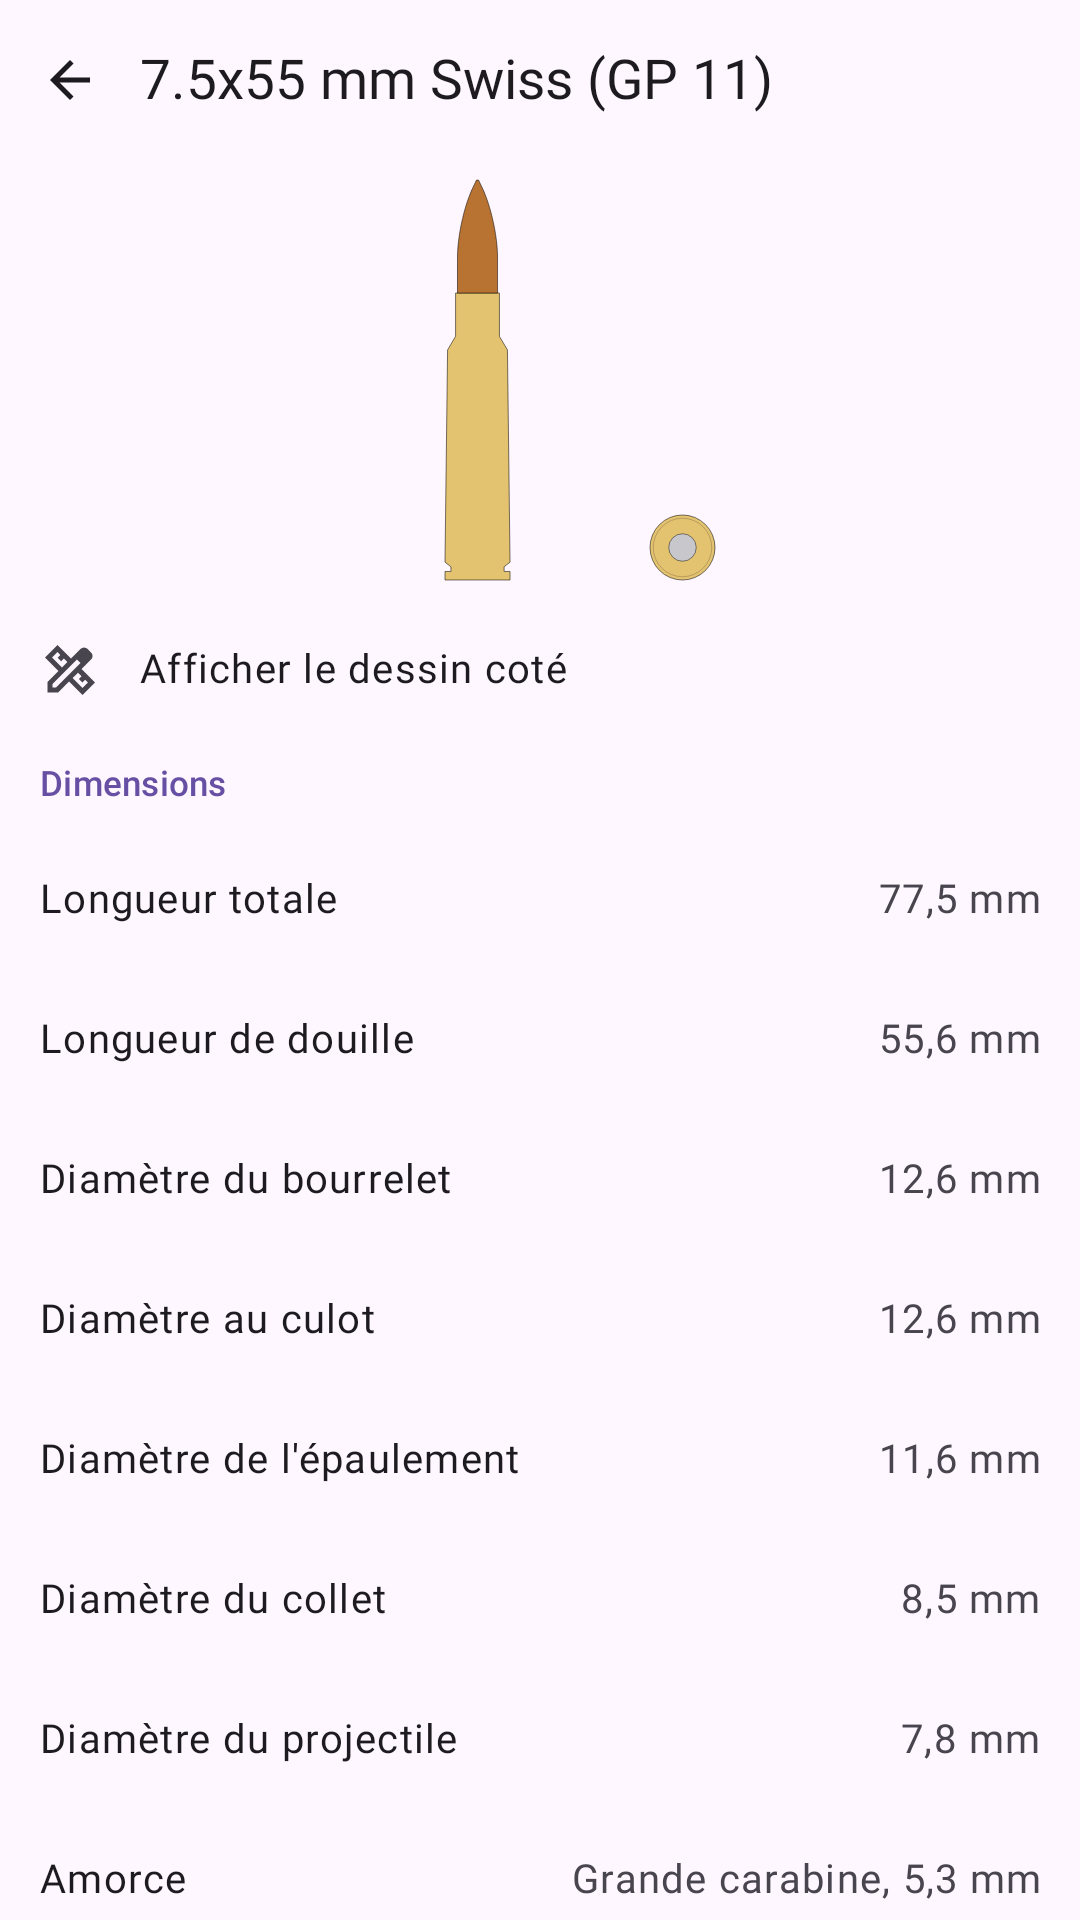 7.5x55 mm Swiss (GP 11)
Afficher le dessin coté
Dimensions
Longueur totale 77,5 mm
Longueur de douille 55,6 mm
Diamètre du bourrelet 12,6 mm
Diamètre au culot 12,6 mm
Diamètre de l'épaulement 11,6 mm
Diamètre du collet 8,5 mm
Diamètre du projectile 7,8 mm
Amorce Grande carabine, 5,3 mm